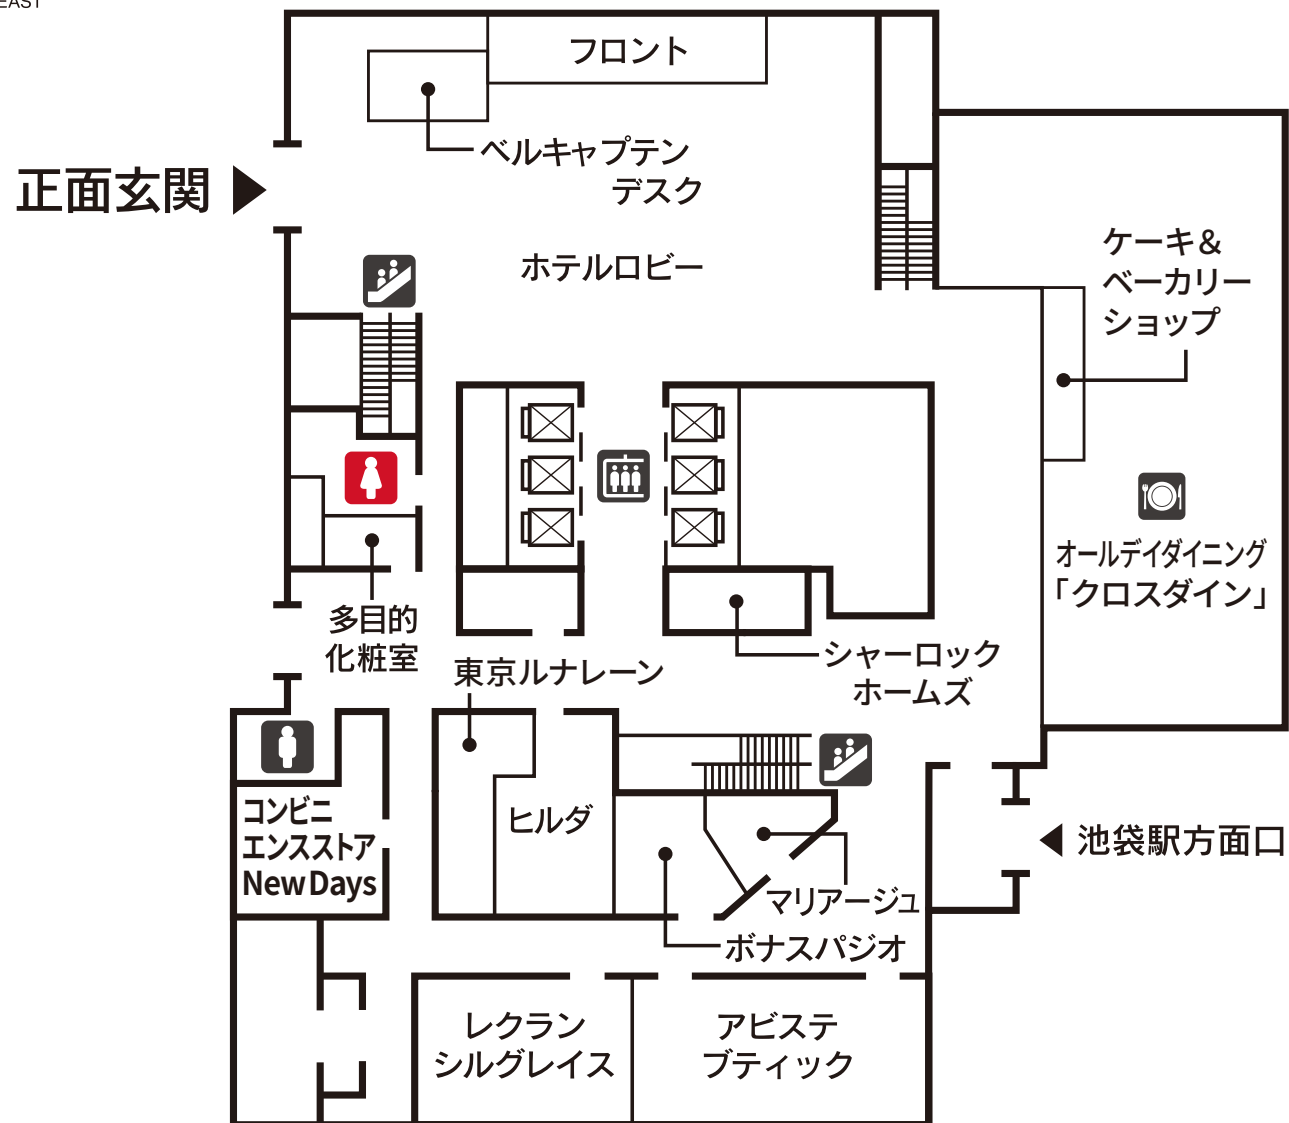 EAST
フロント
ベルキャプテン
デスク
正面玄関
ホテルロビー
ケーキ&
ベーカリー
ショップ
オールデイダイニング
「クロスダイン」
多目的
化粧室
東京ルナレーン
シャーロック
ホームズ
コンビニ
エンスストア
NewDays
ヒルダ
池袋駅方面口
マリアージュ
ボナスパジオ
レクラン
シルグレイス
アビステ
ブティック